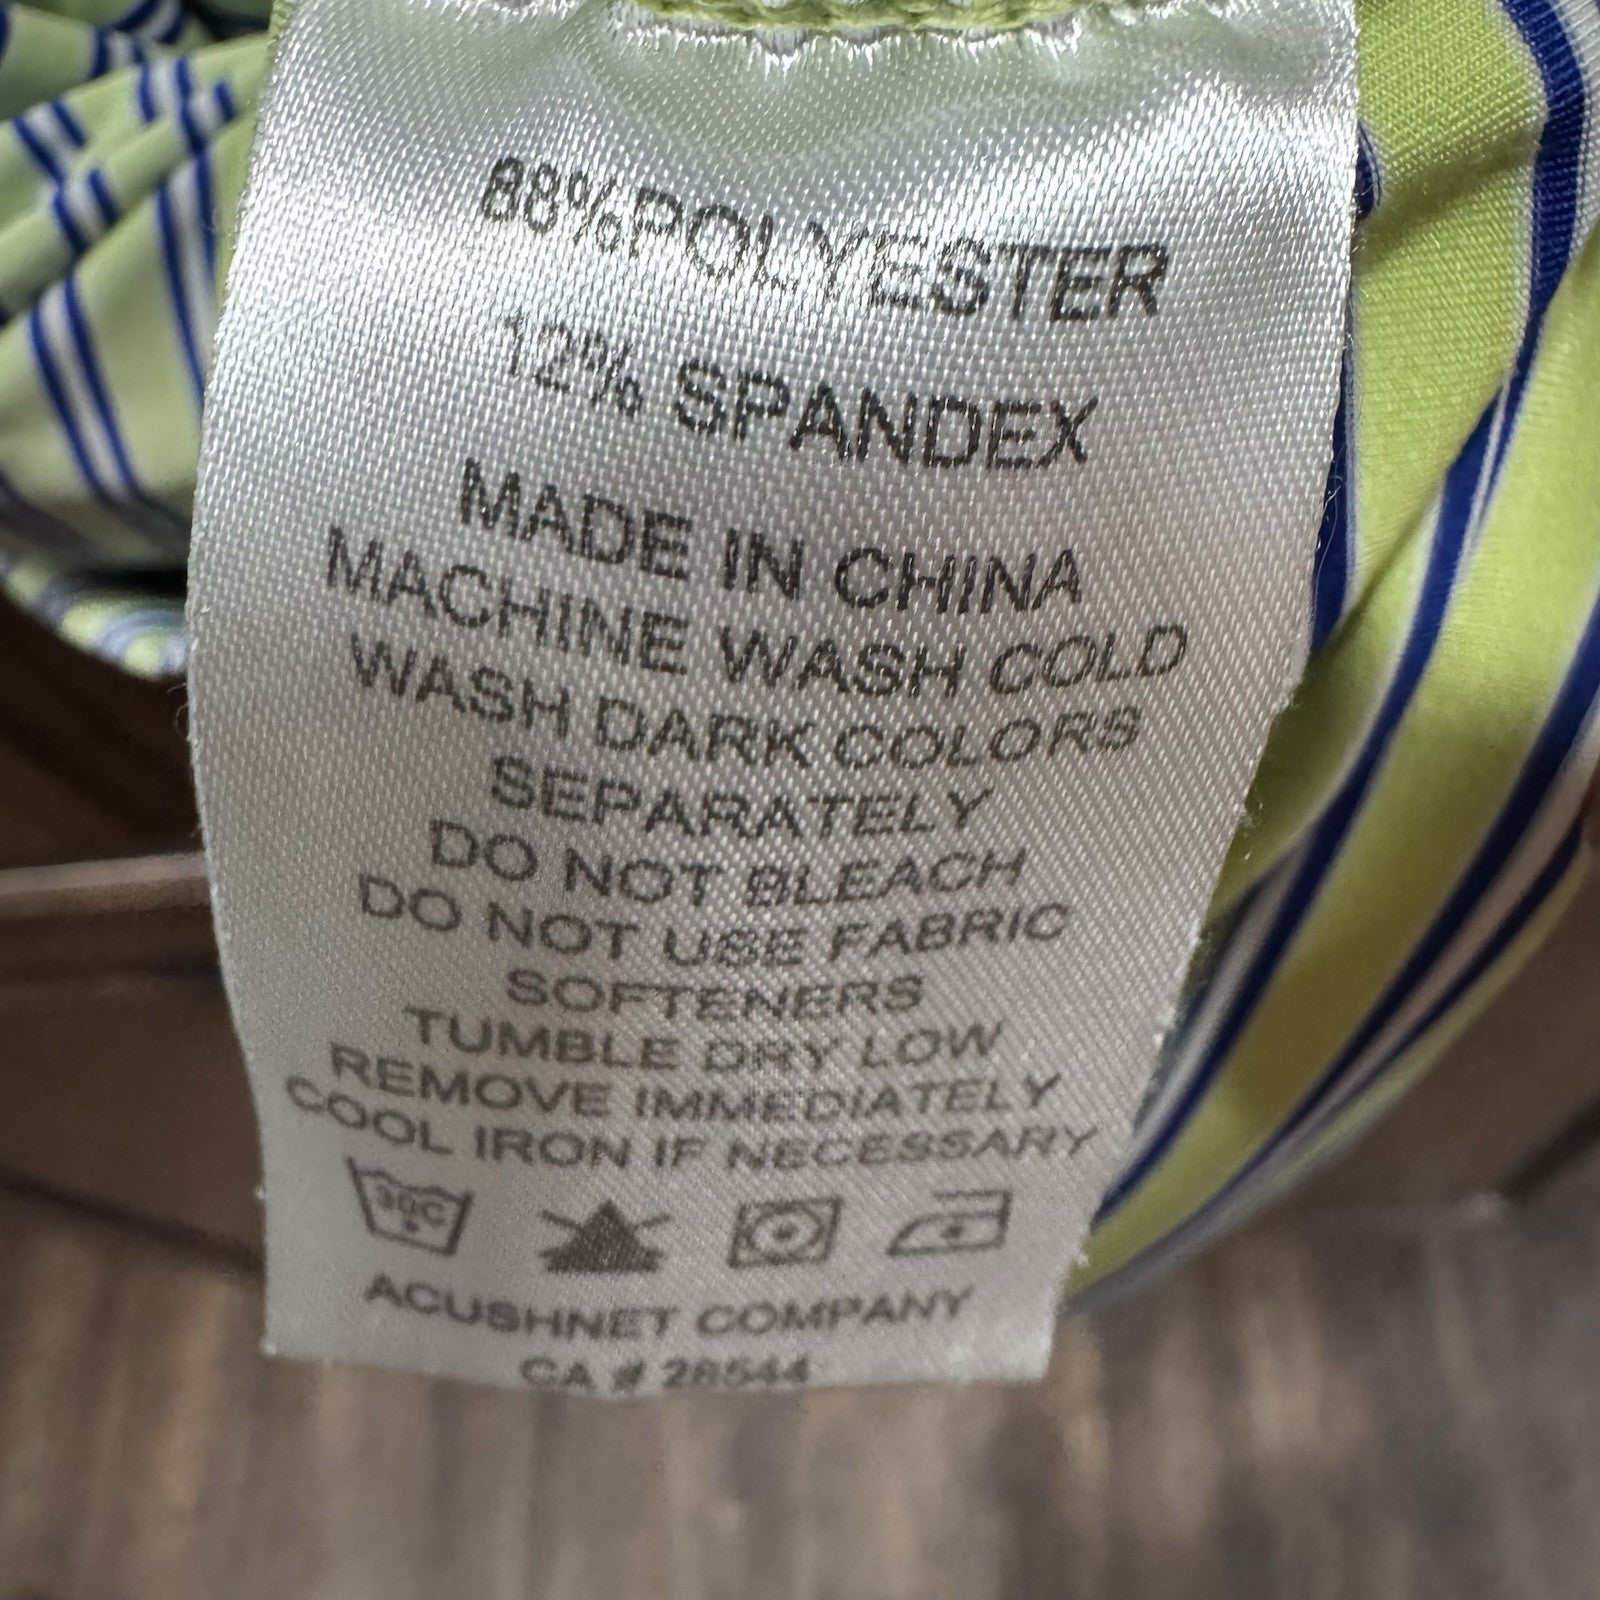 88%POLYESTER
12% SPANDEX
MADE IN CHINA
MACHINE WASH COLD
WASH DARK COLORS
SEPARATELY
DO NOT BLEACH
DO NOT USE FABRIC
SOFTENERS
TUMBLE DRY LOW
REMOVE IMMEDIATELY
COOL IRON IF NECESSARY
30C
ACUSHNET COMPANY
CA # 28544